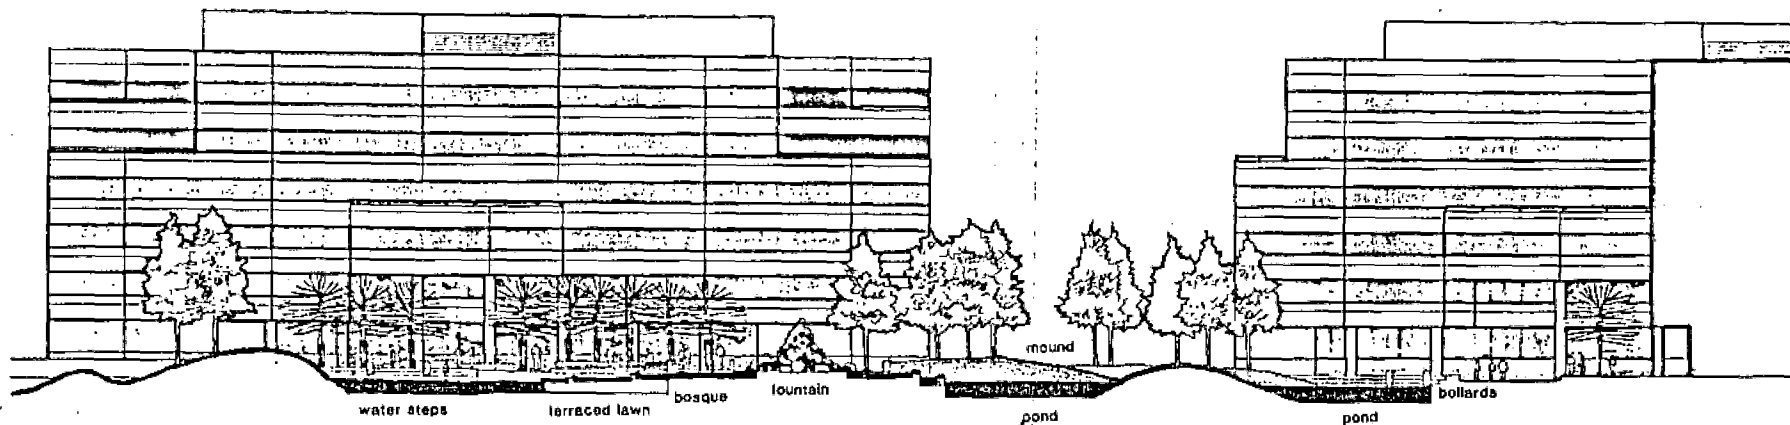 mound
water steps
terraced lawn
bosque
fountain
pond
pond
bollards